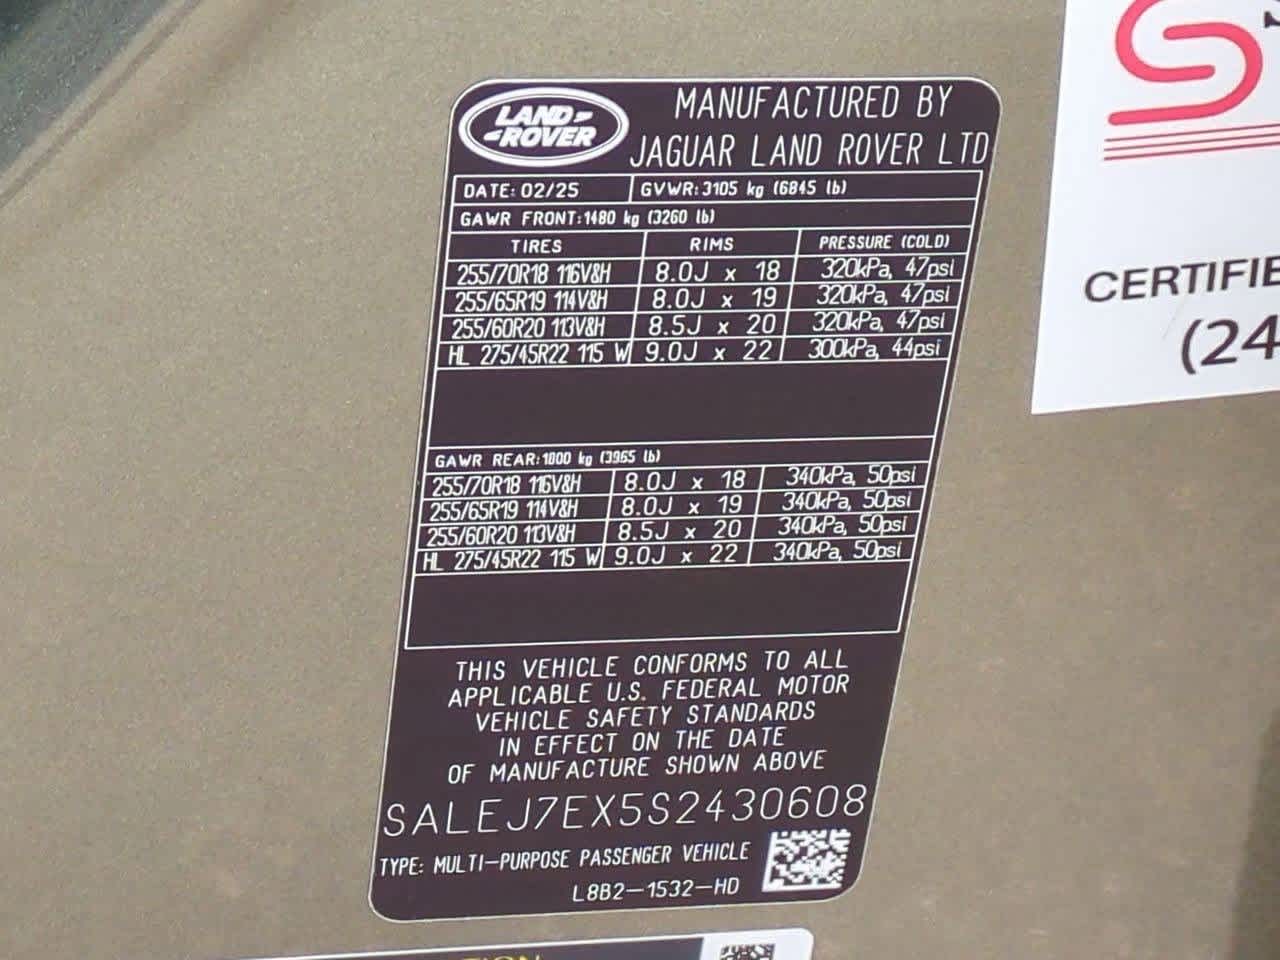 LAND ROVER
MANUFACTURED BY
JAGUAR LAND ROVER LTD
DATE: 02/25 GVWR: 3105 kg (6845 lb)
GAWR FRONT: 1480 kg (3260 lb)
TIRES RIMS PRESSURE (COLD)
255/70R18 116V&H 8.0J x 18 320kPa, 47psi
255/65R19 114V&H 8.0J x 19 320kPa, 47psi
255/60R20 113V&H 8.5J x 20 320kPa, 47psi
HL 275/45R22 115 W 9.0J x 22 300kPa, 44psi
GAWR REAR: 1800 kg (3965 lb)
255/70R18 116V&H 8.0J x 18 340kPa, 50psi
255/65R19 114V&H 8.0J x 19 340kPa, 50psi
255/60R20 113V&H 8.5J x 20 340kPa, 50psi
HL 275/45R22 115 W 9.0J x 22 340kPa, 50psi
THIS VEHICLE CONFORMS TO ALL
APPLICABLE U.S. FEDERAL MOTOR
VEHICLE SAFETY STANDARDS
IN EFFECT ON THE DATE
OF MANUFACTURE SHOWN ABOVE
SALEJ7EX5S2430608
TYPE: MULTI-PURPOSE PASSENGER VEHICLE
L8B2-1532-HD
CERTIFIE
(24